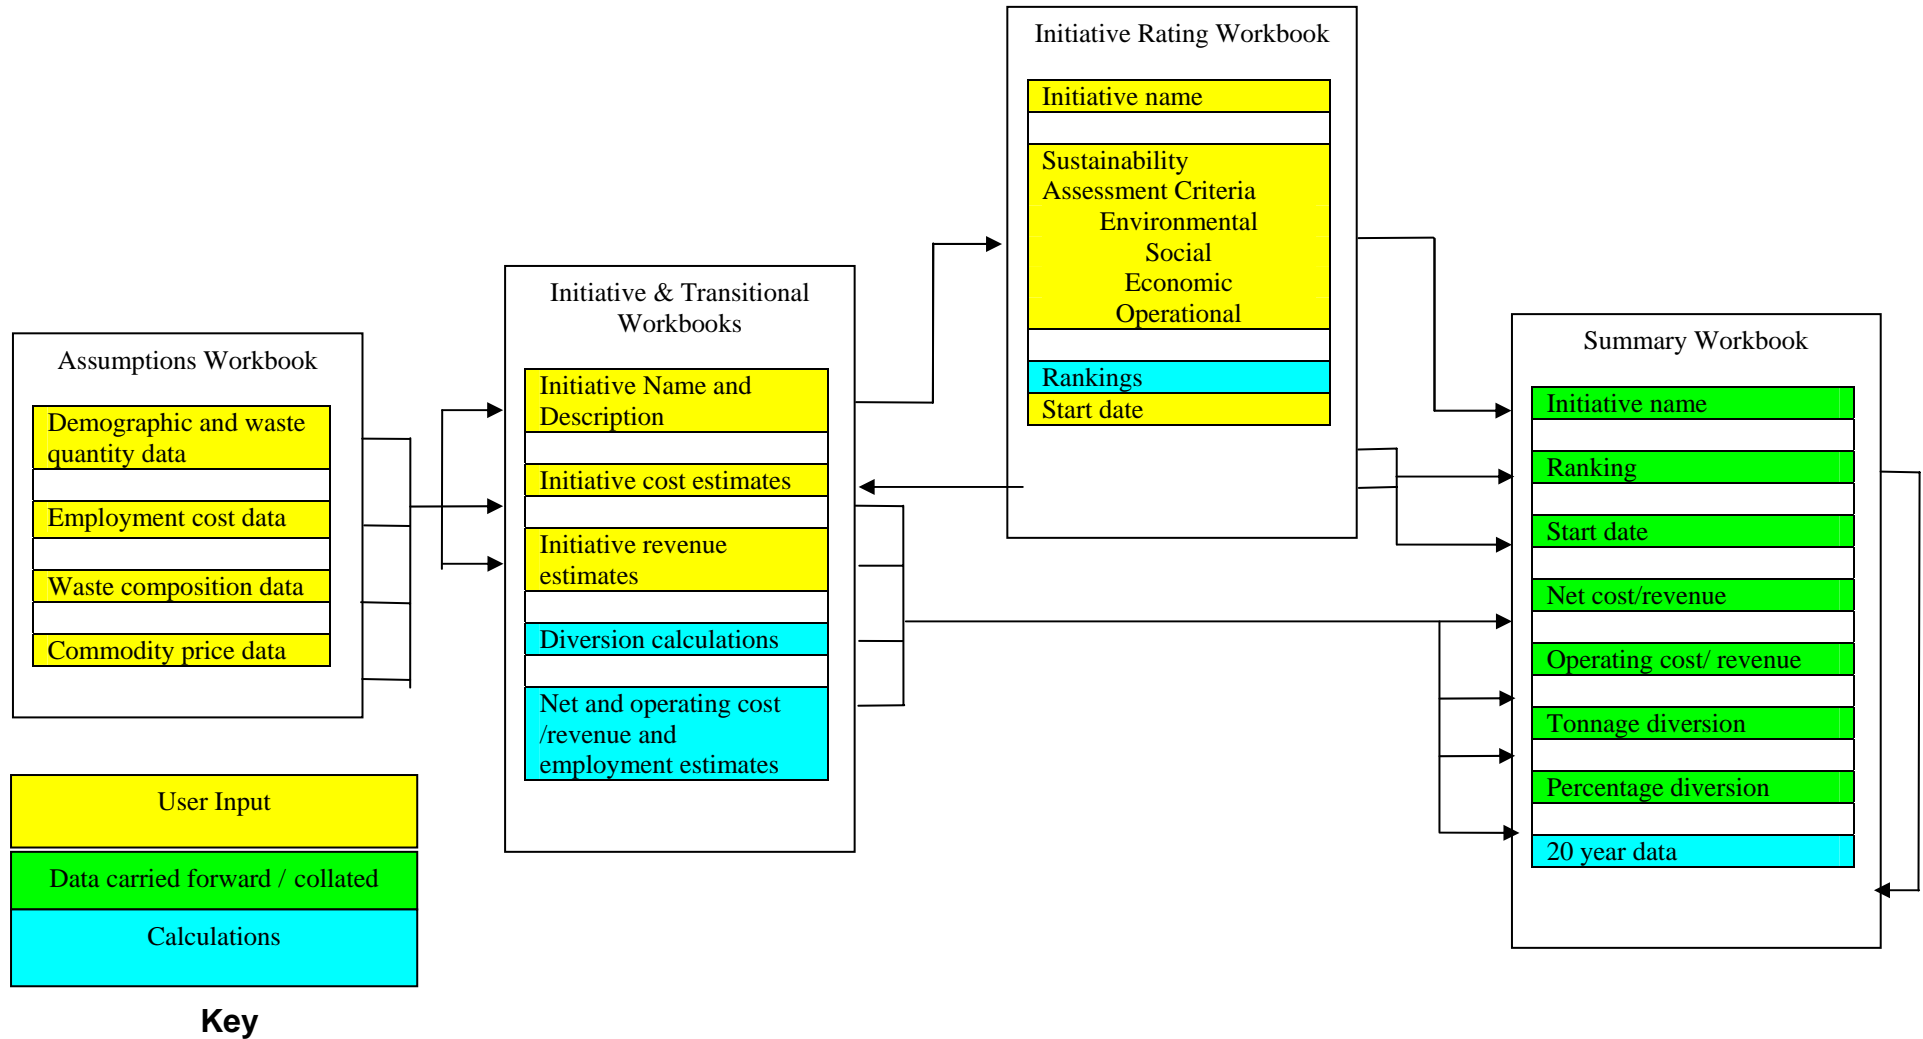 Assumptions Workbook
Demographic and waste
quantity data
Employment cost data
Waste composition data
Commodity price data
Initiative & Transitional
Workbooks
Initiative Name and
Description
Initiative cost estimates
Initiative revenue
estimates
Diversion calculations
Net and operating cost
/revenue and
employment estimates
Initiative Rating Workbook
Initiative name
Sustainability
Assessment Criteria
Environmental
Social
Economic
Operational
Rankings
Start date
Summary Workbook
Initiative name
Ranking
Start date
Net cost/revenue
Operating cost/ revenue
Tonnage diversion
Percentage diversion
20 year data
User Input
Data carried forward / collated
Calculations
Key